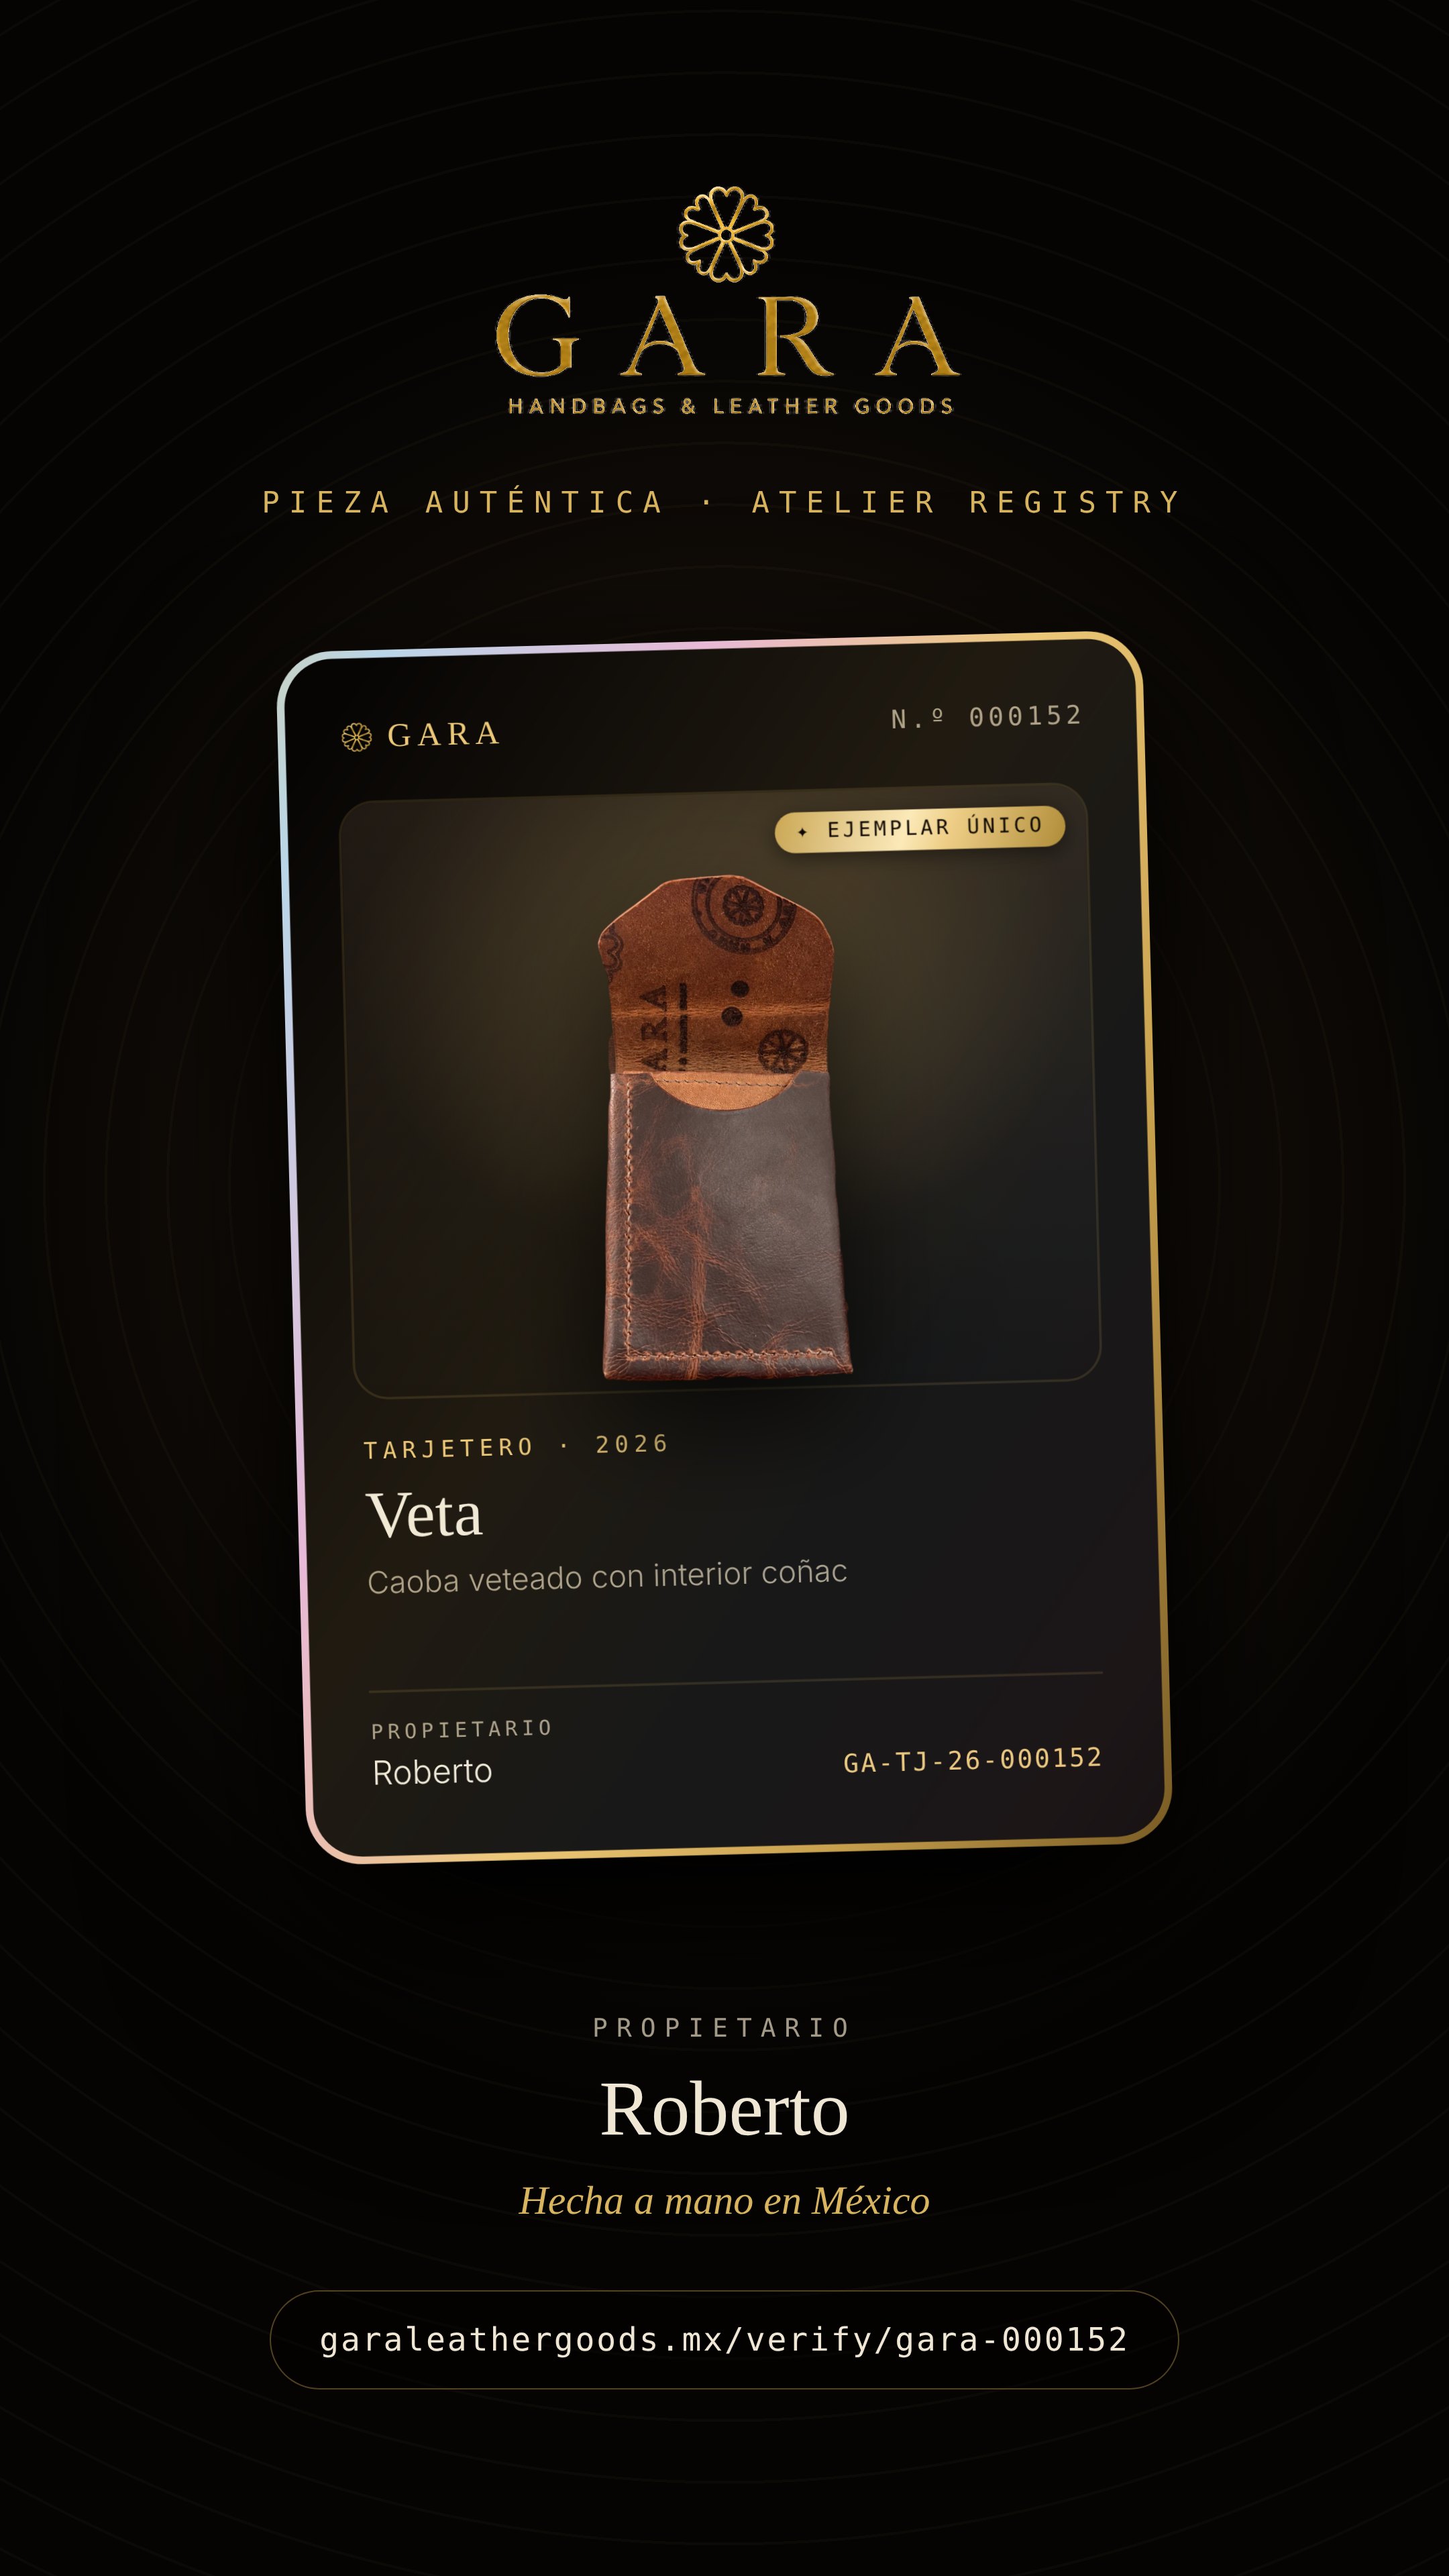 GARA
HANDBAGS & LEATHER GOODS
PIEZA AUTÉNTICA · ATELIER REGISTRY
GARA
N.º 000152
✦ EJEMPLAR ÚNICO
ARA
TARJETERO · 2026
Veta
Caoba veteado con interior coñac
PROPIETARIO
Roberto
GA-TJ-26-000152
PROPIETARIO
Roberto
Hecha a mano en México
garaleathergoods.mx/verify/gara-000152